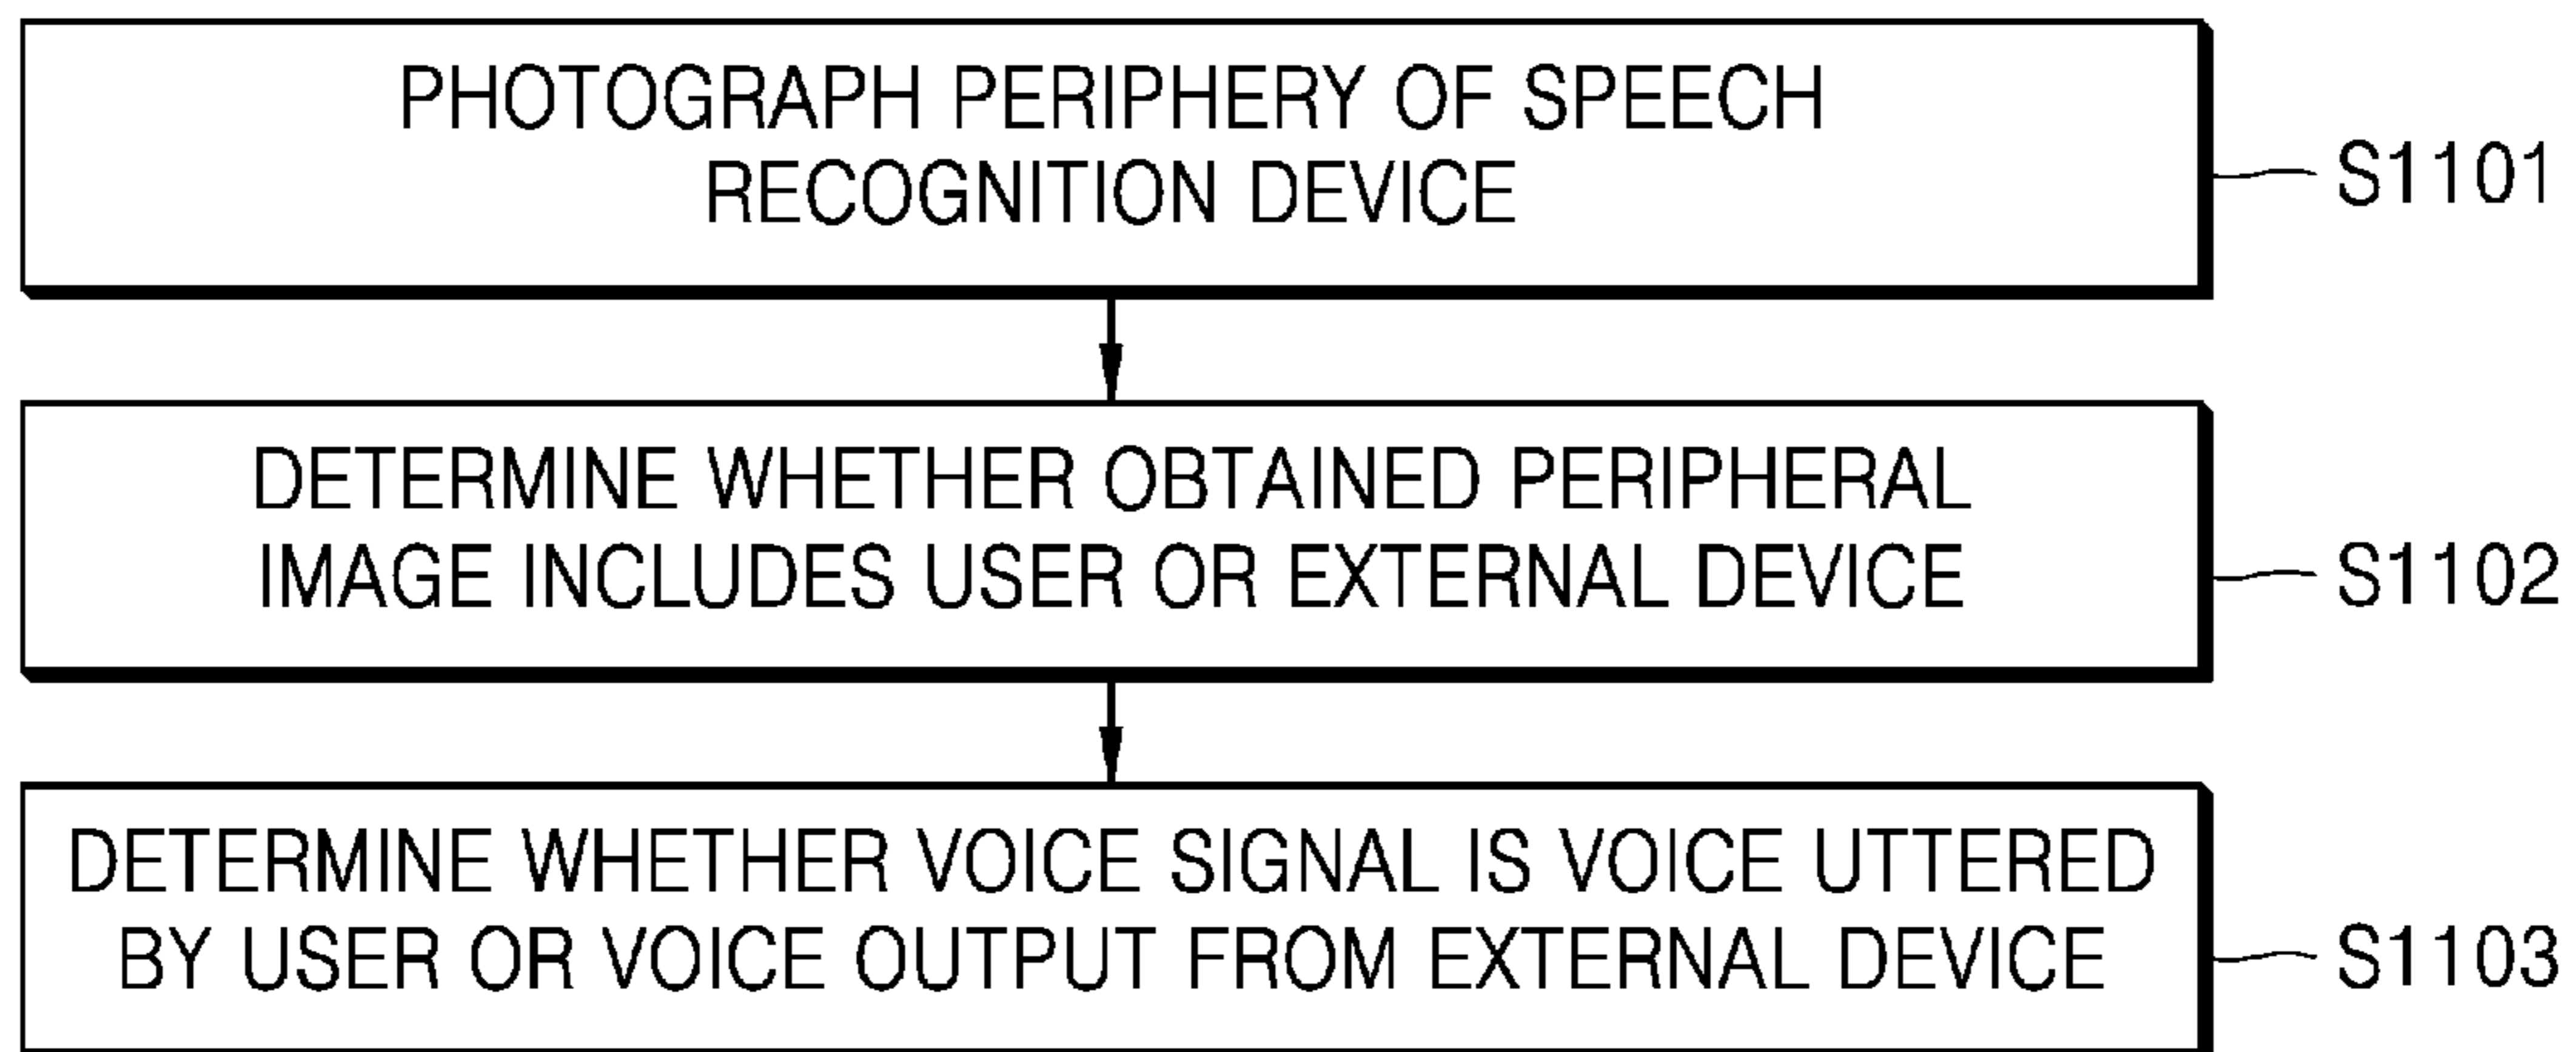 PHOTOGRAPH PERIPHERY OF SPEECH
RECOGNITION DEVICE
S1101
DETERMINE WHETHER OBTAINED PERIPHERAL
IMAGE INCLUDES USER OR EXTERNAL DEVICE
S1102
DETERMINE WHETHER VOICE SIGNAL IS VOICE UTTERED
BY USER OR VOICE OUTPUT FROM EXTERNAL DEVICE
S1103